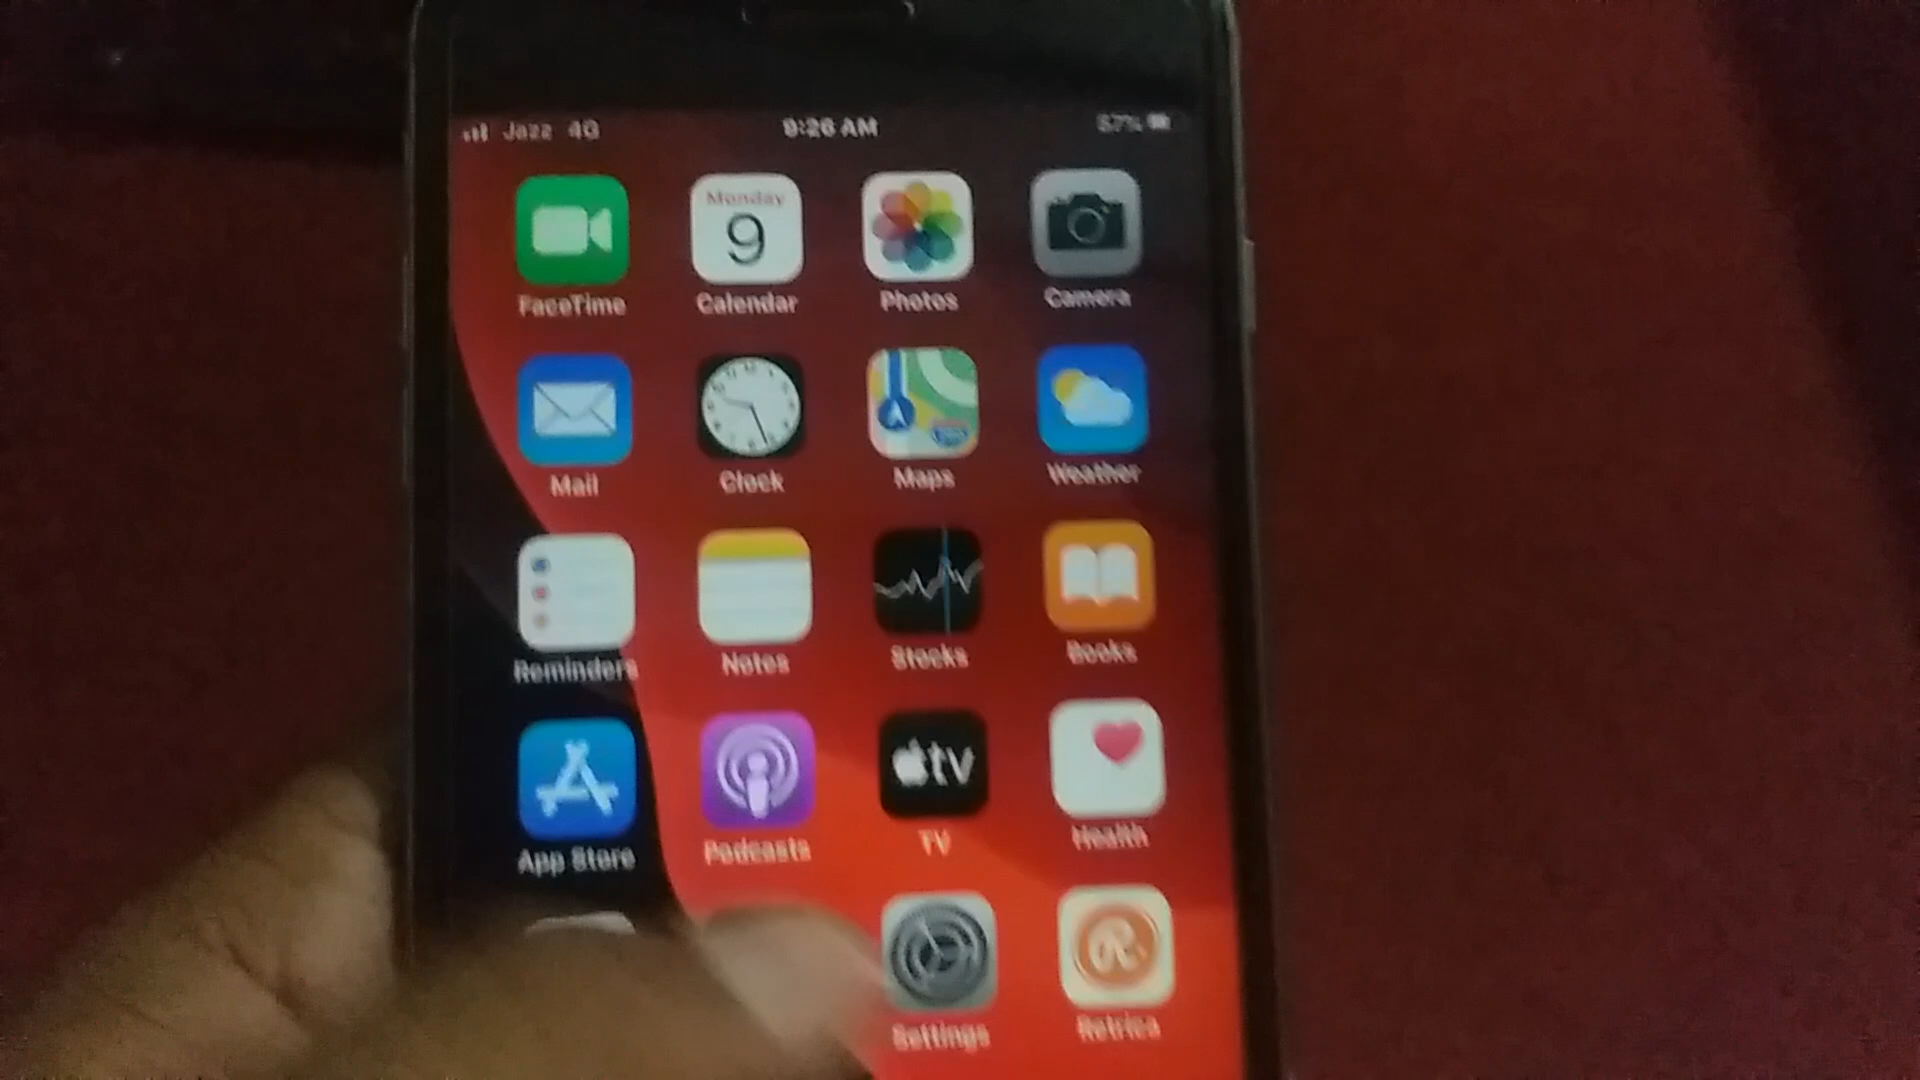 Jazz 4G 9:26 AM 57%
Monday
9
FaceTime Calendar Photos Camera
Mail Clock Maps Weather
Reminders Notes Stocks Books
tv
App Store Podcasts TV Health
R
Settings Retrica